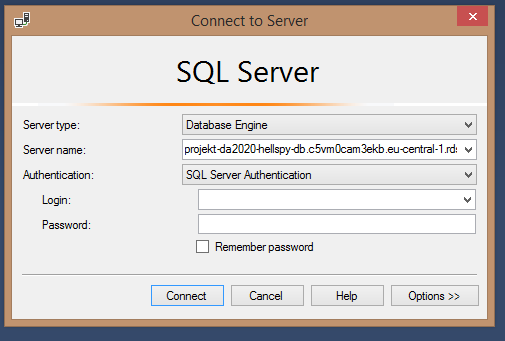 Connect to Server
SQL Server
Server type: Database Engine
Server name: projekt-da2020-hellspy-db.c5vm0cam3ekb.eu-central-1.rds
Authentication: SQL Server Authentication
Login:
Password:
Remember password
Connect Cancel Help Options >>